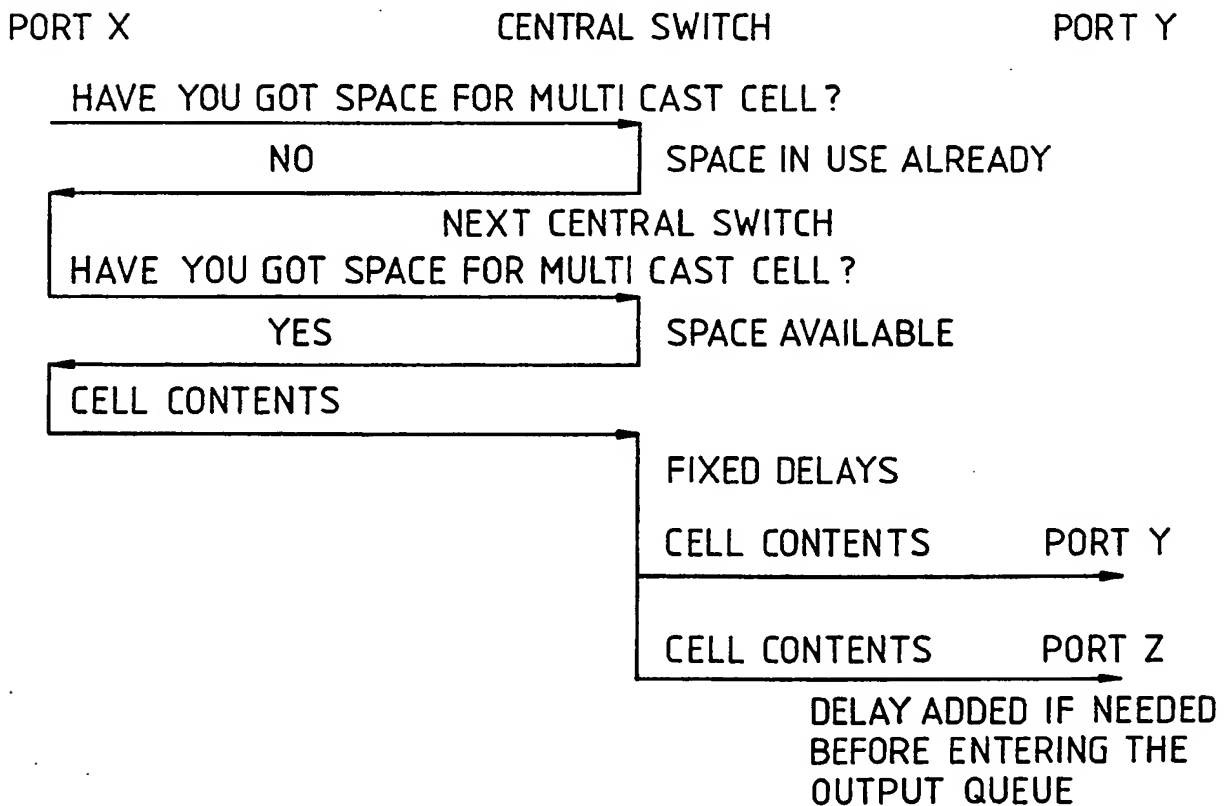 PORT X CENTRAL SWITCH PORT Y
HAVE YOU GOT SPACE FOR MULTI CAST CELL?
NO SPACE IN USE ALREADY
NEXT CENTRAL SWITCH
HAVE YOU GOT SPACE FOR MULTI CAST CELL?
YES SPACE AVAILABLE
CELL CONTENTS
FIXED DELAYS
CELL CONTENTS PORT Y
CELL CONTENTS PORT Z
DELAY ADDED IF NEEDED
BEFORE ENTERING THE
OUTPUT QUEUE